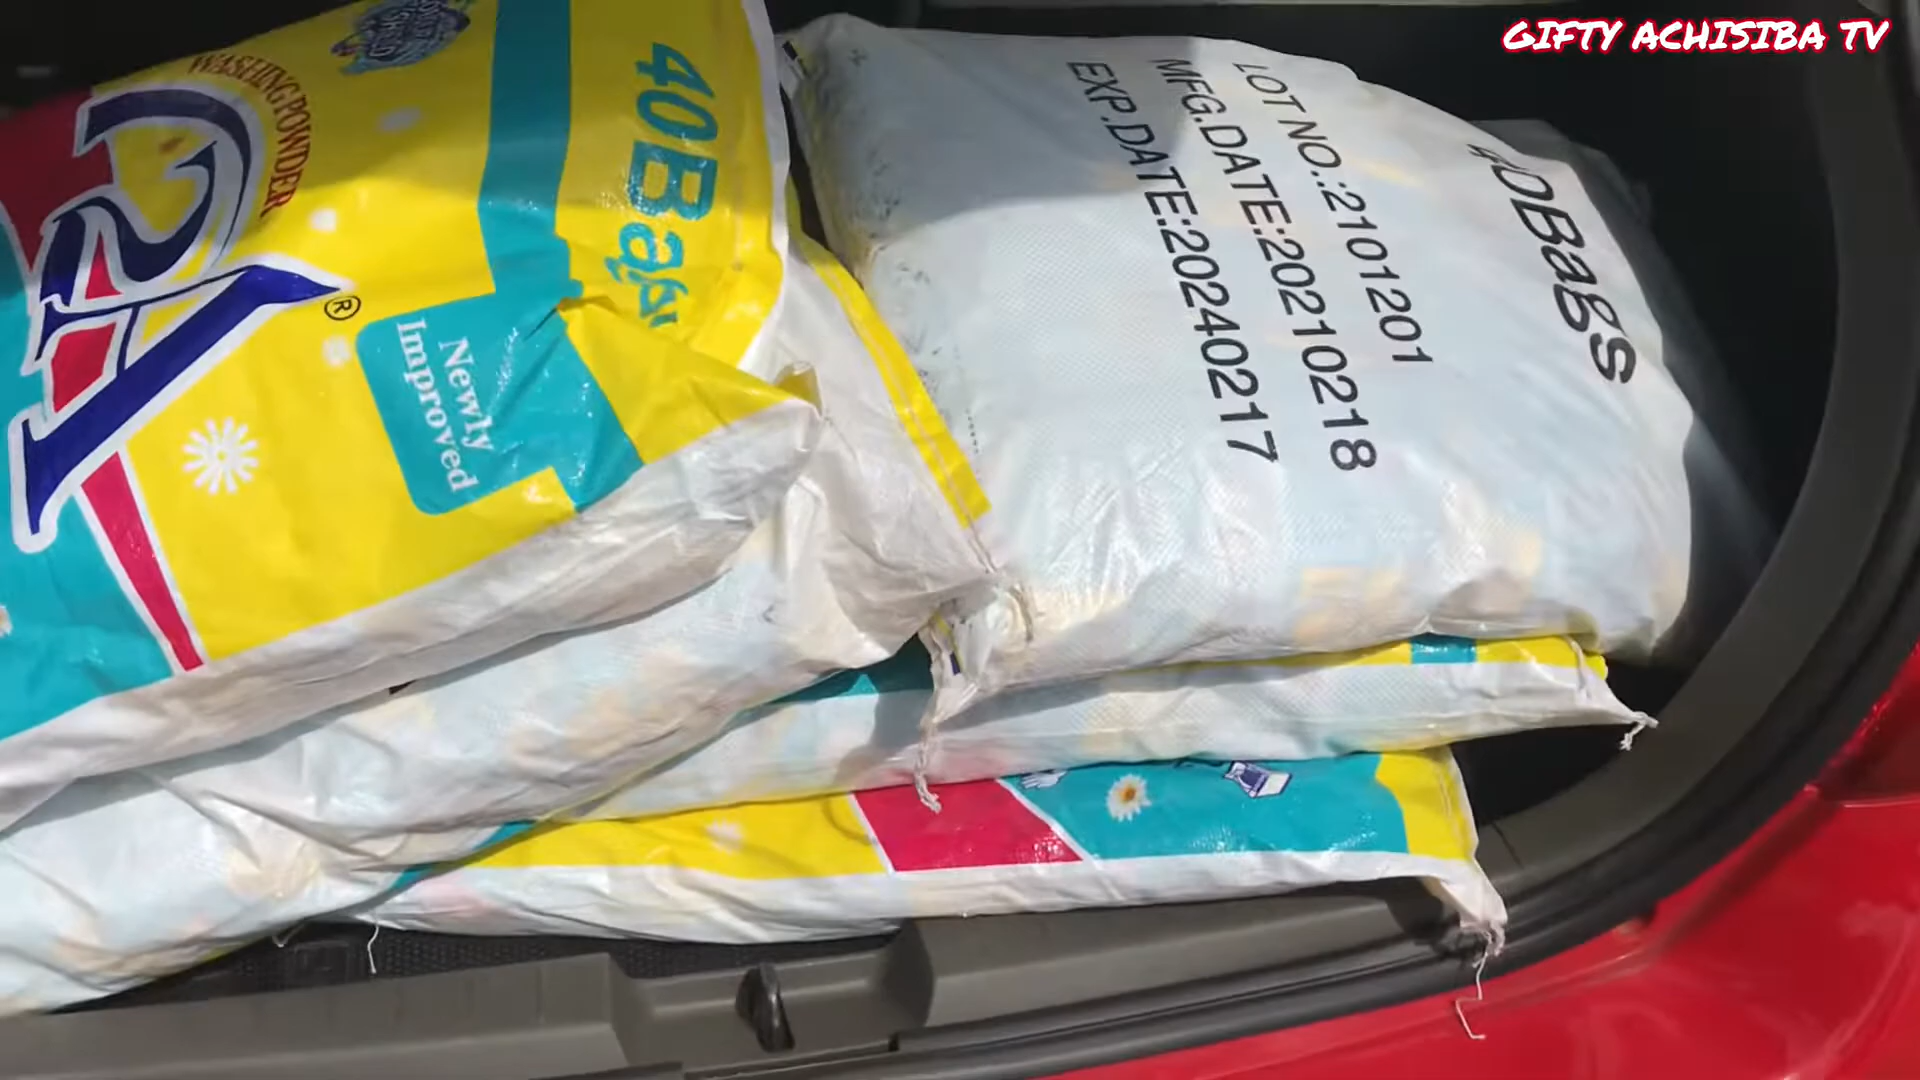 GIFTY ACHISIBA TV
WASHING POWDER
®
Newly
Improved
40Bags
LOT NO.:2101201
MFG.DATE:20210218
EXP.DATE:20240217
40Bags